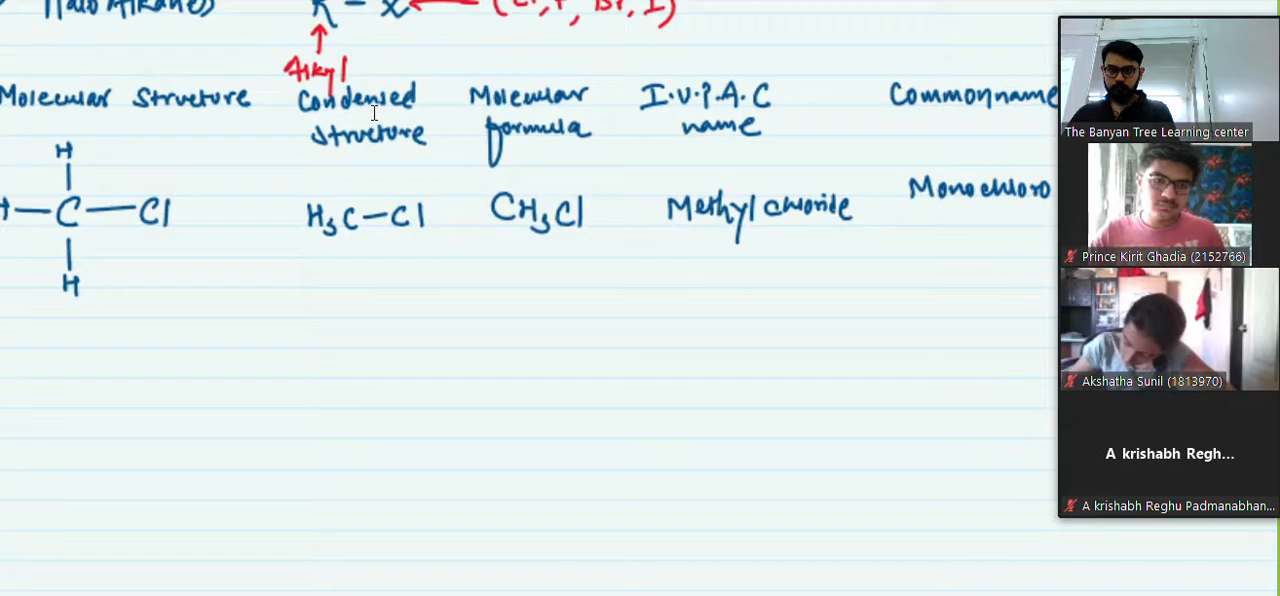 Halo Alkanes R - X (Cl, F, Br, I)
Alkyl
Molecular Structure Condensed Structure Molecular formula I.U.P.A.C name Common name
H
H-C-Cl H₃C-Cl CH₃Cl Methyl chloride Monochloro
H
The Banyan Tree Learning center
Prince Kirit Ghadia (2152766)
Akshatha Sunil (1813970)
A krishabh Regh...
A krishabh Reghu Padmanabhan...